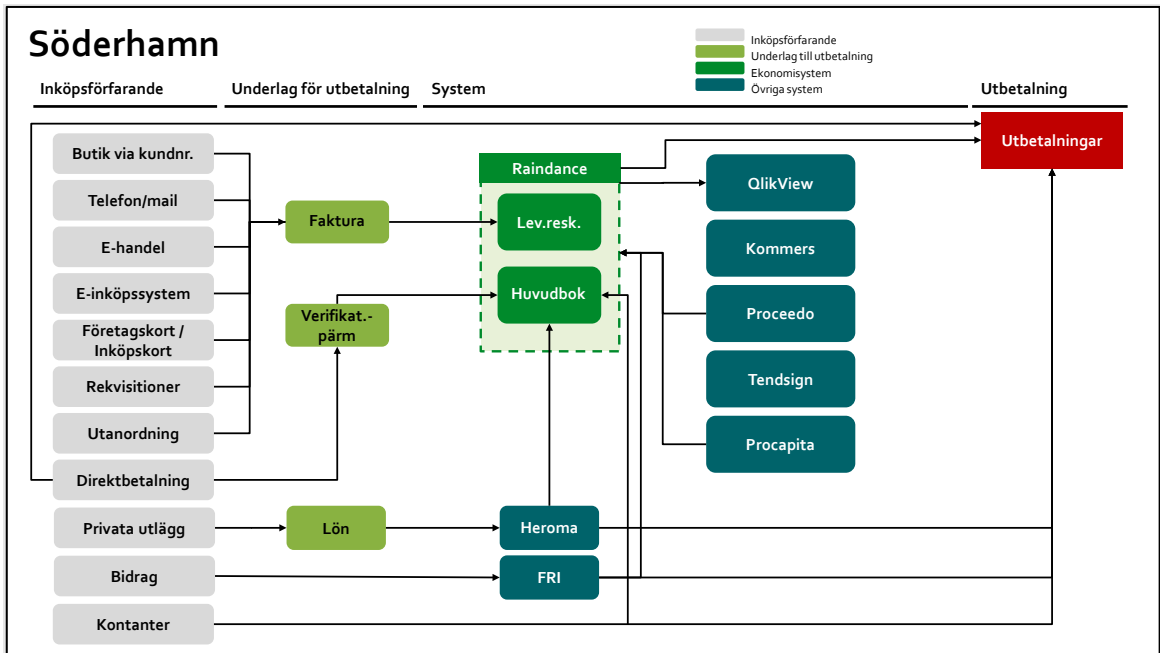 Söderhamn
Inköpsförfarande
Underlag till utbetalning
Ekonomisystem
Övriga system
Inköpsförfarande
Underlag för utbetalning
System
Utbetalning
Butik via kundnr.
Telefon/mail
E-handel
E-inköpssystem
Företagskort /
Inköpskort
Rekvisitioner
Utanordning
Direktbetalning
Privata utlägg
Bidrag
Kontanter
Faktura
Verifikat.-
pärm
Lön
Raindance
Lev.resk.
Huvudbok
Heroma
FRI
QlikView
Kommers
Proceedo
Tendsign
Procapita
Utbetalningar